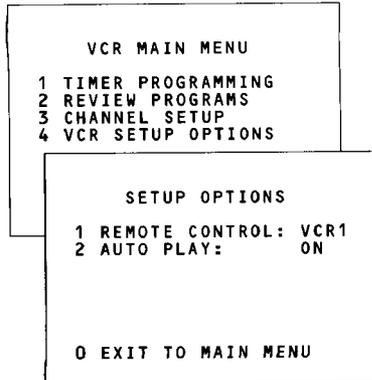 VCR MAIN MENU
1 TIMER PROGRAMMING
2 REVIEW PROGRAMS
3 CHANNEL SETUP
4 VCR SETUP OPTIONS
SETUP OPTIONS
1 REMOTE CONTROL: VCR1
2 AUTO PLAY: ON
0 EXIT TO MAIN MENU